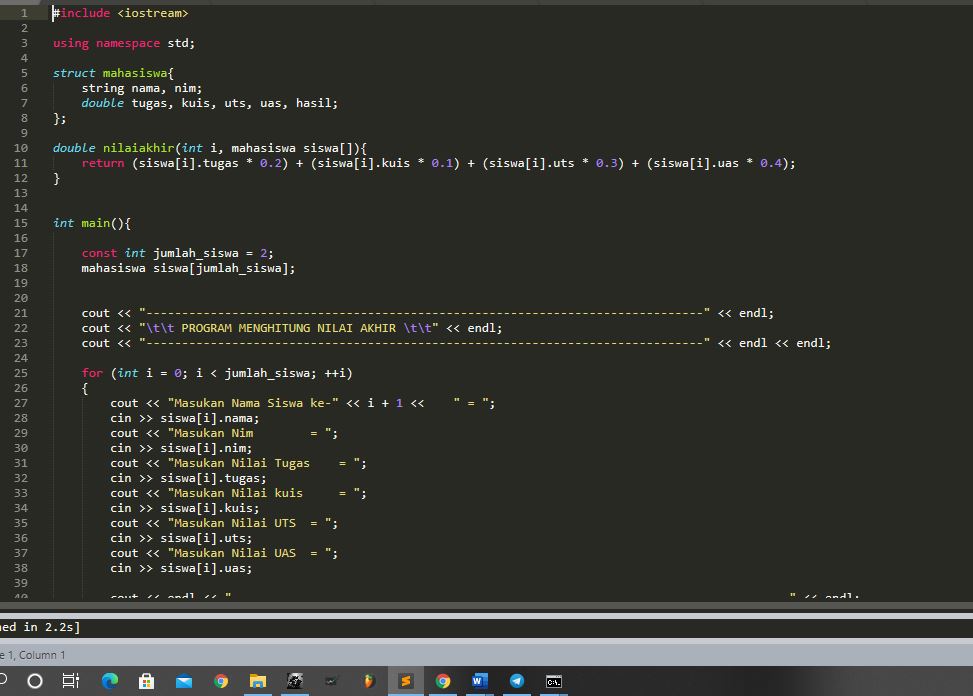 1 #include <iostream>
2
3 using namespace std;
4
5 struct mahasiswa{
6 string nama, nim;
7 double tugas, kuis, uts, uas, hasil;
8 };
9
10 double nilaiakhir(int i, mahasiswa siswa[]){
11 return (siswa[i].tugas * 0.2) + (siswa[i].kuis * 0.1) + (siswa[i].uts * 0.3) + (siswa[i].uas * 0.4);
12 }
13
14
15 int main(){
16
17 const int jumlah_siswa = 2;
18 mahasiswa siswa[jumlah_siswa];
19
20
21 cout << "------------------------------------------------------------------------------" << endl;
22 cout << "\t\t PROGRAM MENGHITUNG NILAI AKHIR \t\t" << endl;
23 cout << "------------------------------------------------------------------------------" << endl << endl;
24
25 for (int i = 0; i < jumlah_siswa; ++i)
26 {
27 cout << "Masukan Nama Siswa ke-" << i + 1 << " = ";
28 cin >> siswa[i].nama;
29 cout << "Masukan Nim = ";
30 cin >> siswa[i].nim;
31 cout << "Masukan Nilai Tugas = ";
32 cin >> siswa[i].tugas;
33 cout << "Masukan Nilai kuis = ";
34 cin >> siswa[i].kuis;
35 cout << "Masukan Nilai UTS = ";
36 cin >> siswa[i].uts;
37 cout << "Masukan Nilai UAS = ";
38 cin >> siswa[i].uas;
39
40 cout << endl << " " << endl;
ed in 2.2s]
e 1, Column 1